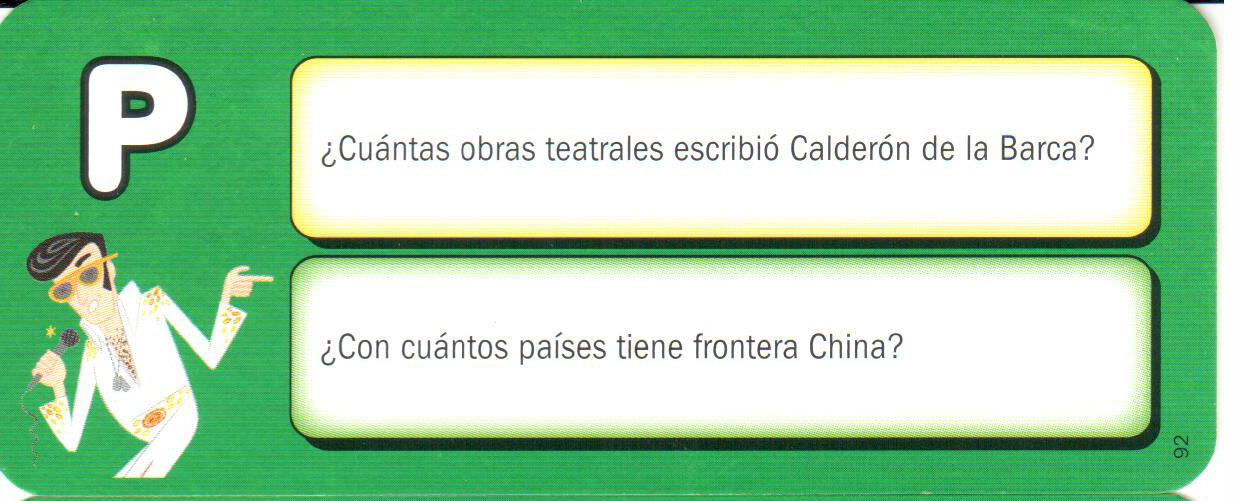 P
¿Cuántas obras teatrales escribió Calderón de la Barca?
¿Con cuántos países tiene frontera China?
92